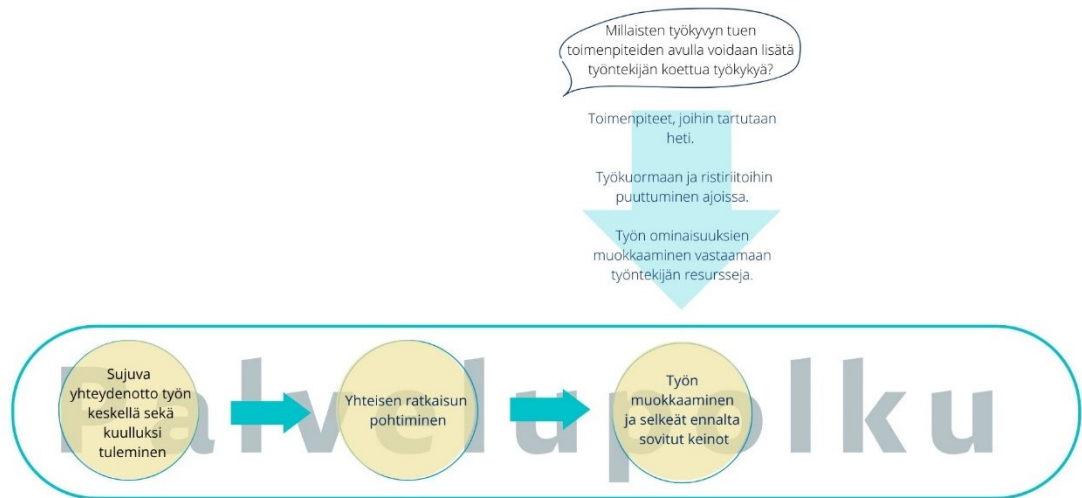 Millaisten työkyvyn tuen
toimenpiteiden avulla voidaan lisätä
työntekijän koettua työkykyä?
Toimenpiteet, joihin tartutaan
heti.
Työkuormaan ja ristiriitoihin
puuttuminen ajoissa.
Työn ominaisuuksien
muokkaaminen vastaamaan
työntekijän resursseja.
Palvelupolku
Sujuva
yhteydenotto työn
keskellä sekä
kuulluksi
tuleminen
Yhteisen ratkaisun
pohtiminen
Työn
muokkaaminen
ja selkeät ennalta
sovitut keinot